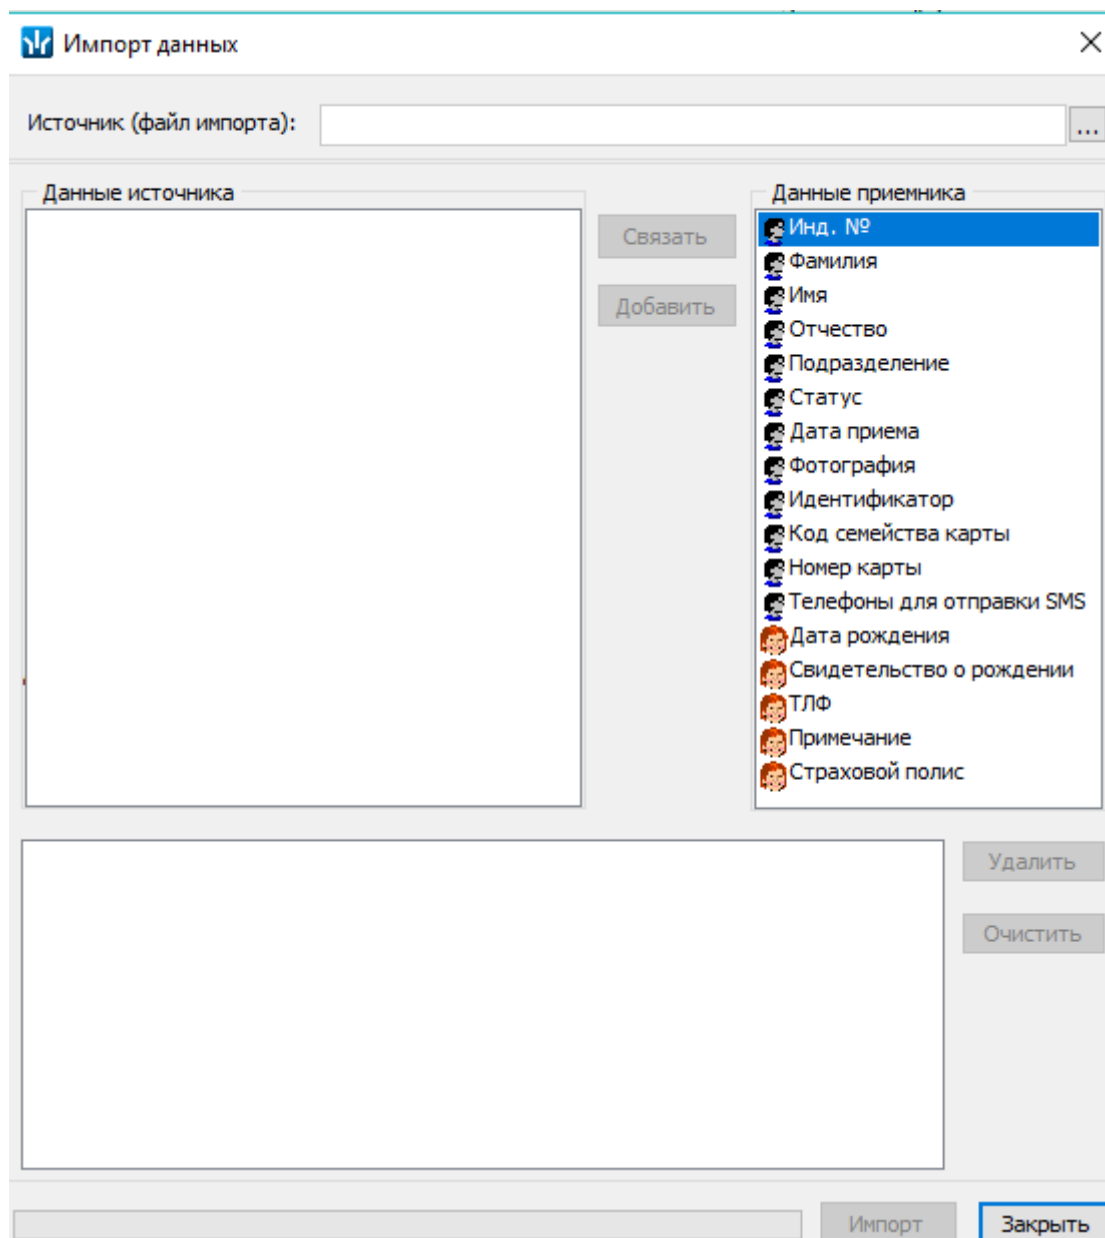 Импорт данных
Источник (файл импорта):
...
Данные источника
Связать
Добавить
Данные приемника
Инд. №
Фамилия
Имя
Отчество
Подразделение
Статус
Дата приема
Фотография
Идентификатор
Код семейства карты
Номер карты
Телефоны для отправки SMS
Дата рождения
Свидетельство о рождении
ТЛФ
Примечание
Страховой полис
Удалить
Очистить
Импорт
Закрыть